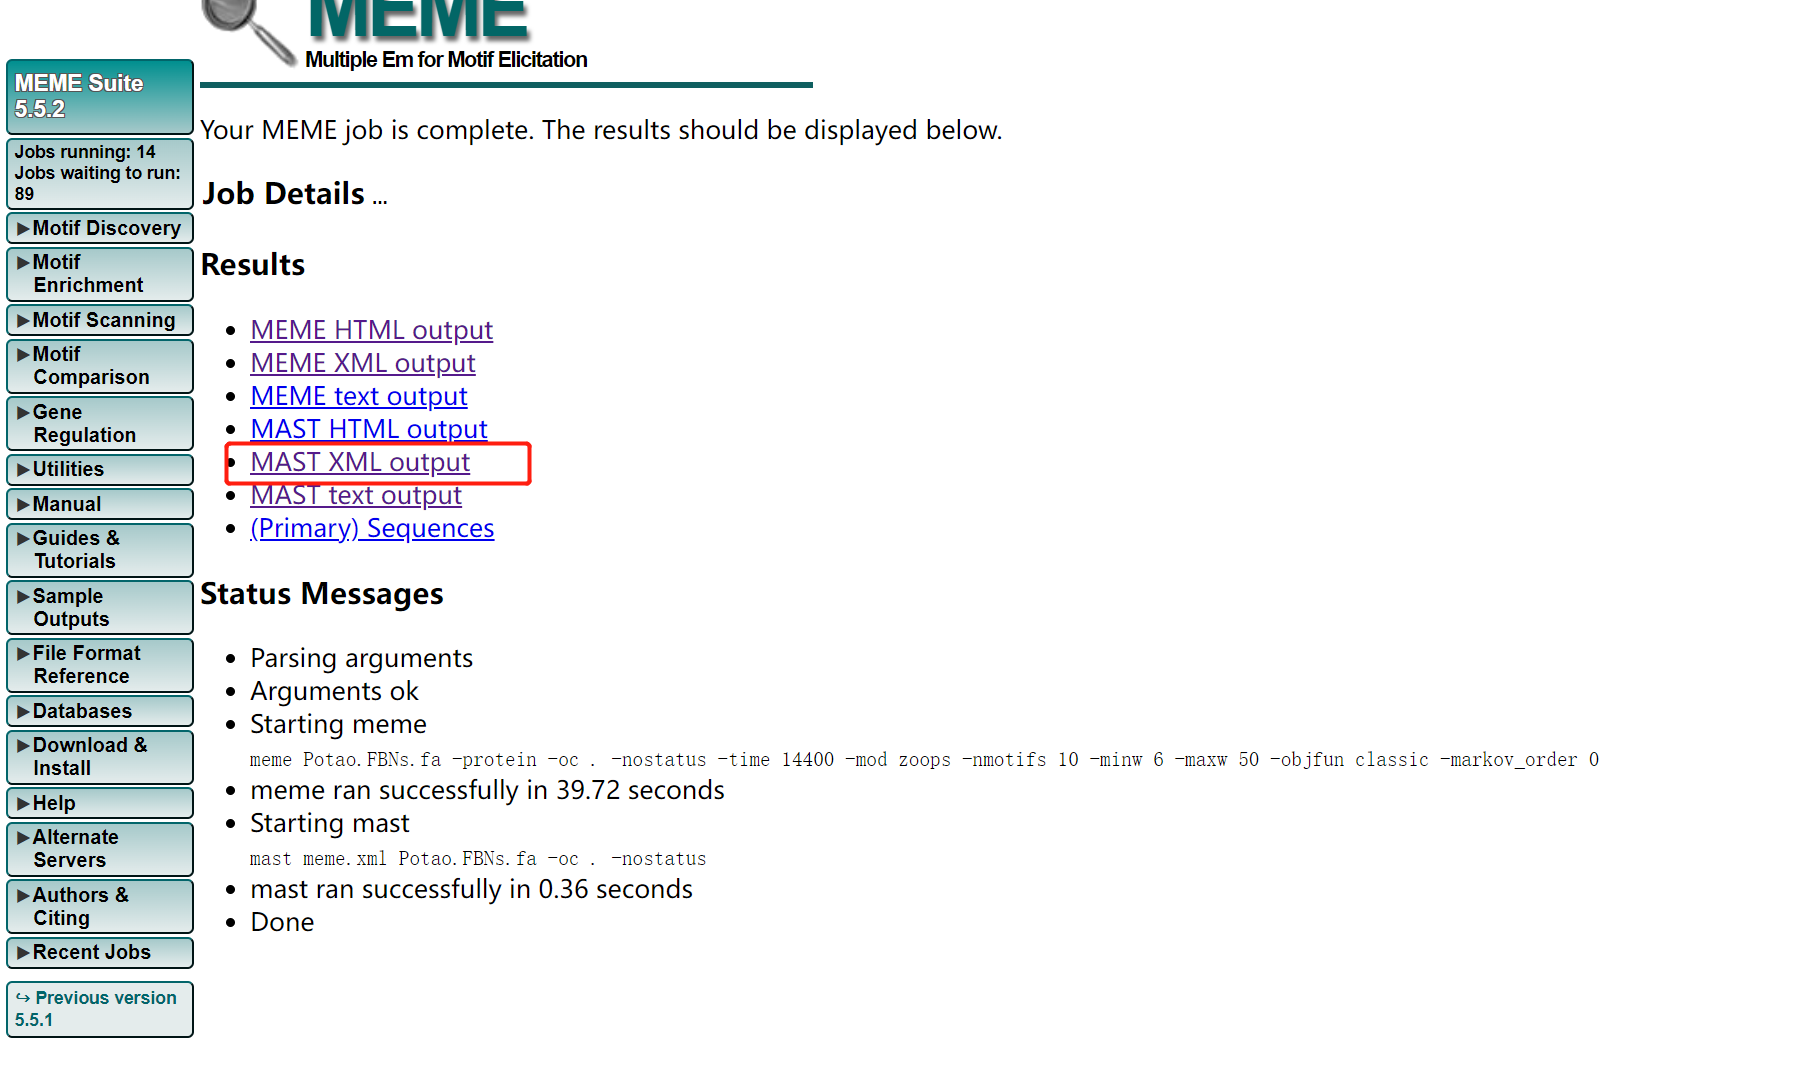 MEME
Multiple Em for Motif Elicitation
MEME Suite
5.5.2
Jobs running: 14
Jobs waiting to run:
89
►Motif Discovery
►Motif
Enrichment
►Motif Scanning
►Motif
Comparison
►Gene
Regulation
►Utilities
►Manual
►Guides &
Tutorials
►Sample
Outputs
►File Format
Reference
►Databases
►Download &
Install
►Help
►Alternate
Servers
►Authors &
Citing
►Recent Jobs
↪ Previous version
5.5.1
Your MEME job is complete. The results should be displayed below.
Job Details ...
Results
• MEME HTML output
• MEME XML output
• MEME text output
• MAST HTML output
• MAST XML output
• MAST text output
• (Primary) Sequences
Status Messages
• Parsing arguments
• Arguments ok
• Starting meme
meme Potao.FBNs.fa -protein -oc . -nostatus -time 14400 -mod zoops -nmotifs 10 -minw 6 -maxw 50 -objfun classic -markov_order 0
• meme ran successfully in 39.72 seconds
• Starting mast
mast meme.xml Potao.FBNs.fa -oc . -nostatus
• mast ran successfully in 0.36 seconds
• Done